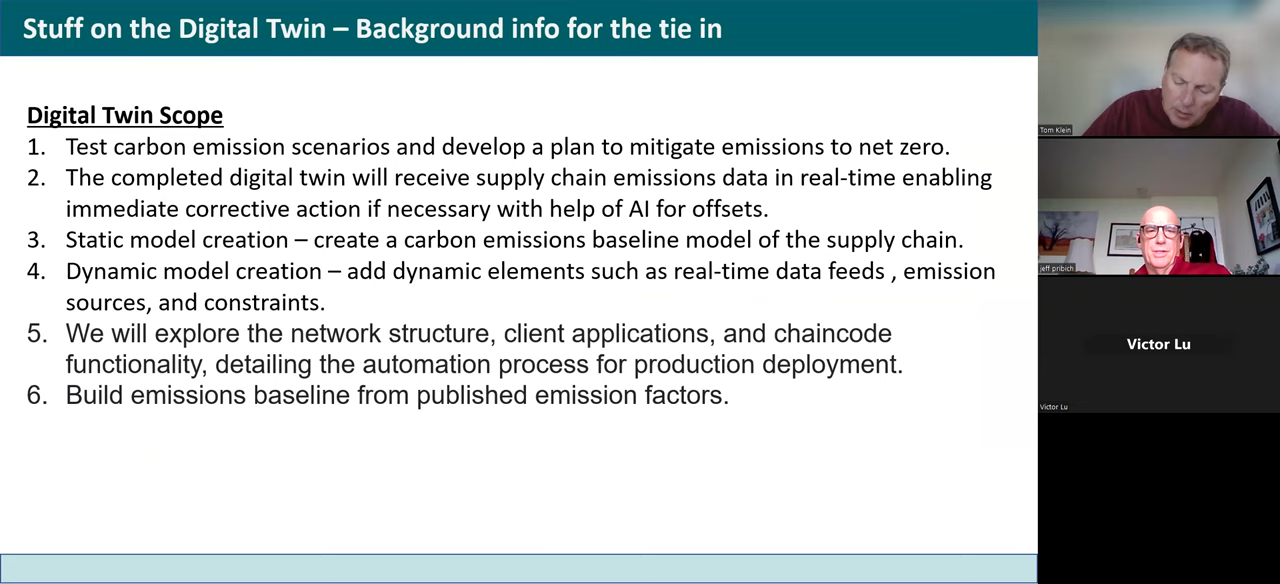 Stuff on the Digital Twin – Background info for the tie in
Digital Twin Scope
1. Test carbon emission scenarios and develop a plan to mitigate emissions to net zero.
2. The completed digital twin will receive supply chain emissions data in real-time enabling
immediate corrective action if necessary with help of AI for offsets.
3. Static model creation – create a carbon emissions baseline model of the supply chain.
4. Dynamic model creation – add dynamic elements such as real-time data feeds , emission
sources, and constraints.
5. We will explore the network structure, client applications, and chaincode
functionality, detailing the automation process for production deployment.
6. Build emissions baseline from published emission factors.
Tom Klein
jeff pribich
Victor Lu
Victor Lu